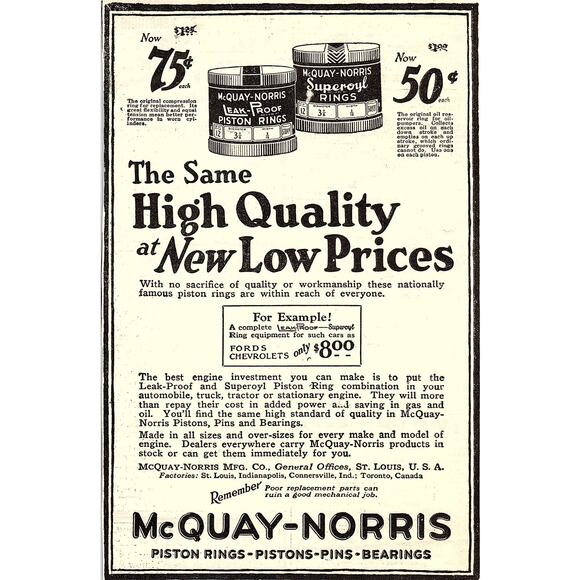 Now
$1.25
75¢
each
The original compression
ring for replacement. Its
great flexibility and equal
tension mean better per-
formance in worn cyl-
inders.
McQUAY-NORRIS
LEAK-PROOF
PISTON RINGS
12
3¾
McQUAY-NORRIS
Superoyl
RINGS
12
3¾
$1.00
Now
50¢
each
The original oil res-
ervoir ring for oil-
pumpers. Collects
excess oil on each
down stroke and
empties on each up
stroke, which ordi-
nary grooved rings
cannot do. Use one
on each piston.
The Same
High Quality
at New Low Prices
With no sacrifice of quality or workmanship these nationally
famous piston rings are within reach of everyone.
For Example!
A complete LEAK-PROOF—Superoyl
Ring equipment for such cars as
FORDS
CHEVROLETS only $8.00
The best engine investment you can make is to put the
Leak-Proof and Superoyl Piston Ring combination in your
automobile, truck, tractor or stationary engine. They will more
than repay their cost in added power and saving in gas and
oil. You'll find the same high standard of quality in McQuay-
Norris Pistons, Pins and Bearings.
Made in all sizes and over-sizes for every make and model of
engine. Dealers everywhere carry McQuay-Norris products in
stock or can get them immediately for you.
McQUAY-NORRIS MFG. CO., General Offices, ST. LOUIS, U. S. A.
Factories: St. Louis, Indianapolis, Connersville, Ind.; Toronto, Canada
Remember Poor replacement parts can
ruin a good mechanical job.
McQUAY-NORRIS
PISTON RINGS-PISTONS-PINS-BEARINGS